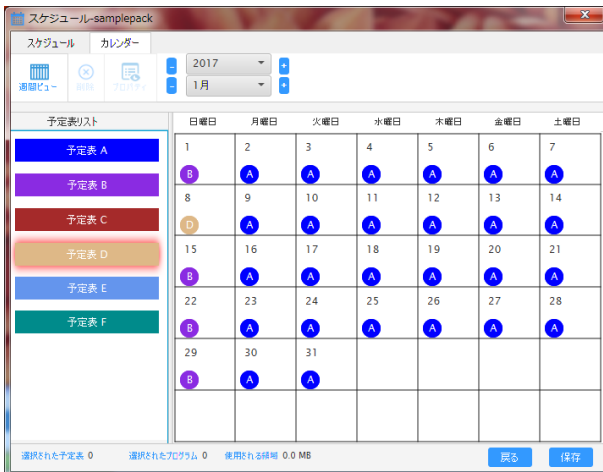 スケジュール-samplepack
スケジュール カレンダー
週間ビュー 削除 プロパティ
- 2017 +
- 1月 +
予定表リスト
予定表 A
予定表 B
予定表 C
予定表 D
予定表 E
予定表 F
日曜日 月曜日 火曜日 水曜日 木曜日 金曜日 土曜日
1 2 3 4 5 6 7
B A A A A A A
8 9 10 11 12 13 14
D A A A A A A
15 16 17 18 19 20 21
B A A A A A A
22 23 24 25 26 27 28
B A A A A A A
29 30 31
B A A
選択された予定表 0 選択されたプログラム 0 使用される領域 0.0 MB
戻る 保存